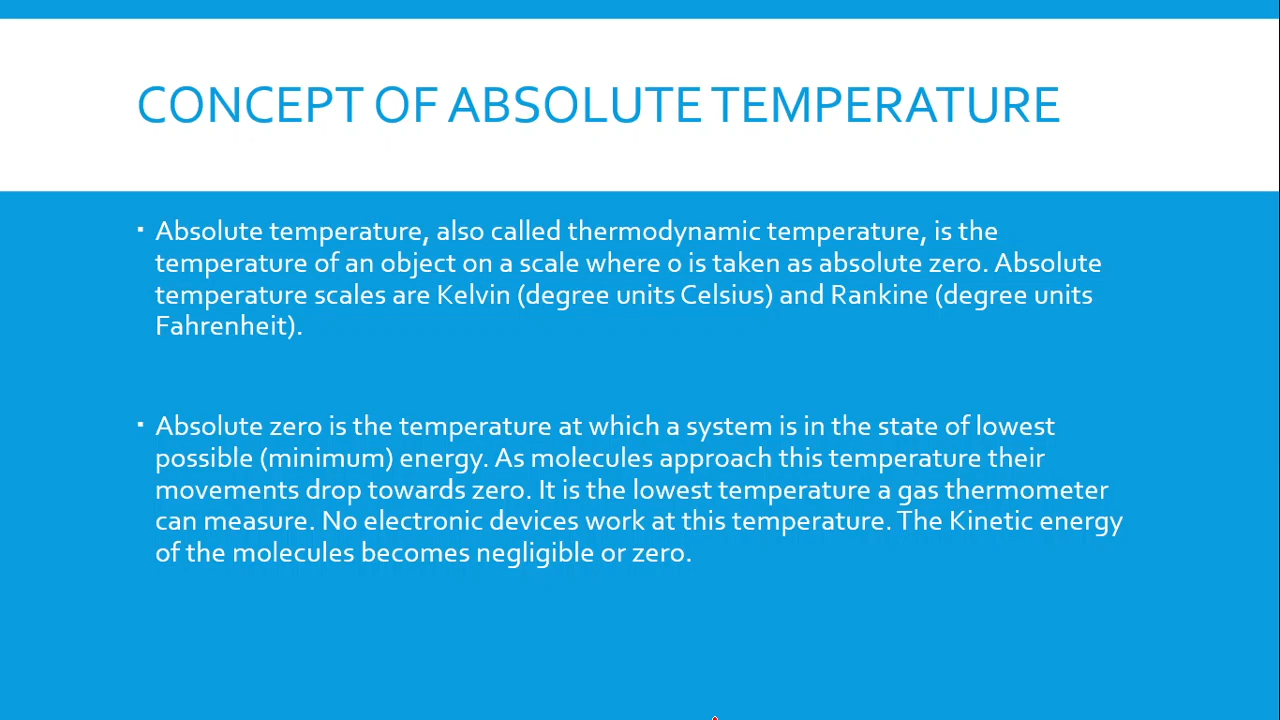 CONCEPT OF ABSOLUTE TEMPERATURE
▪ Absolute temperature, also called thermodynamic temperature, is the
temperature of an object on a scale where 0 is taken as absolute zero. Absolute
temperature scales are Kelvin (degree units Celsius) and Rankine (degree units
Fahrenheit).
▪ Absolute zero is the temperature at which a system is in the state of lowest
possible (minimum) energy. As molecules approach this temperature their
movements drop towards zero. It is the lowest temperature a gas thermometer
can measure. No electronic devices work at this temperature. The Kinetic energy
of the molecules becomes negligible or zero.